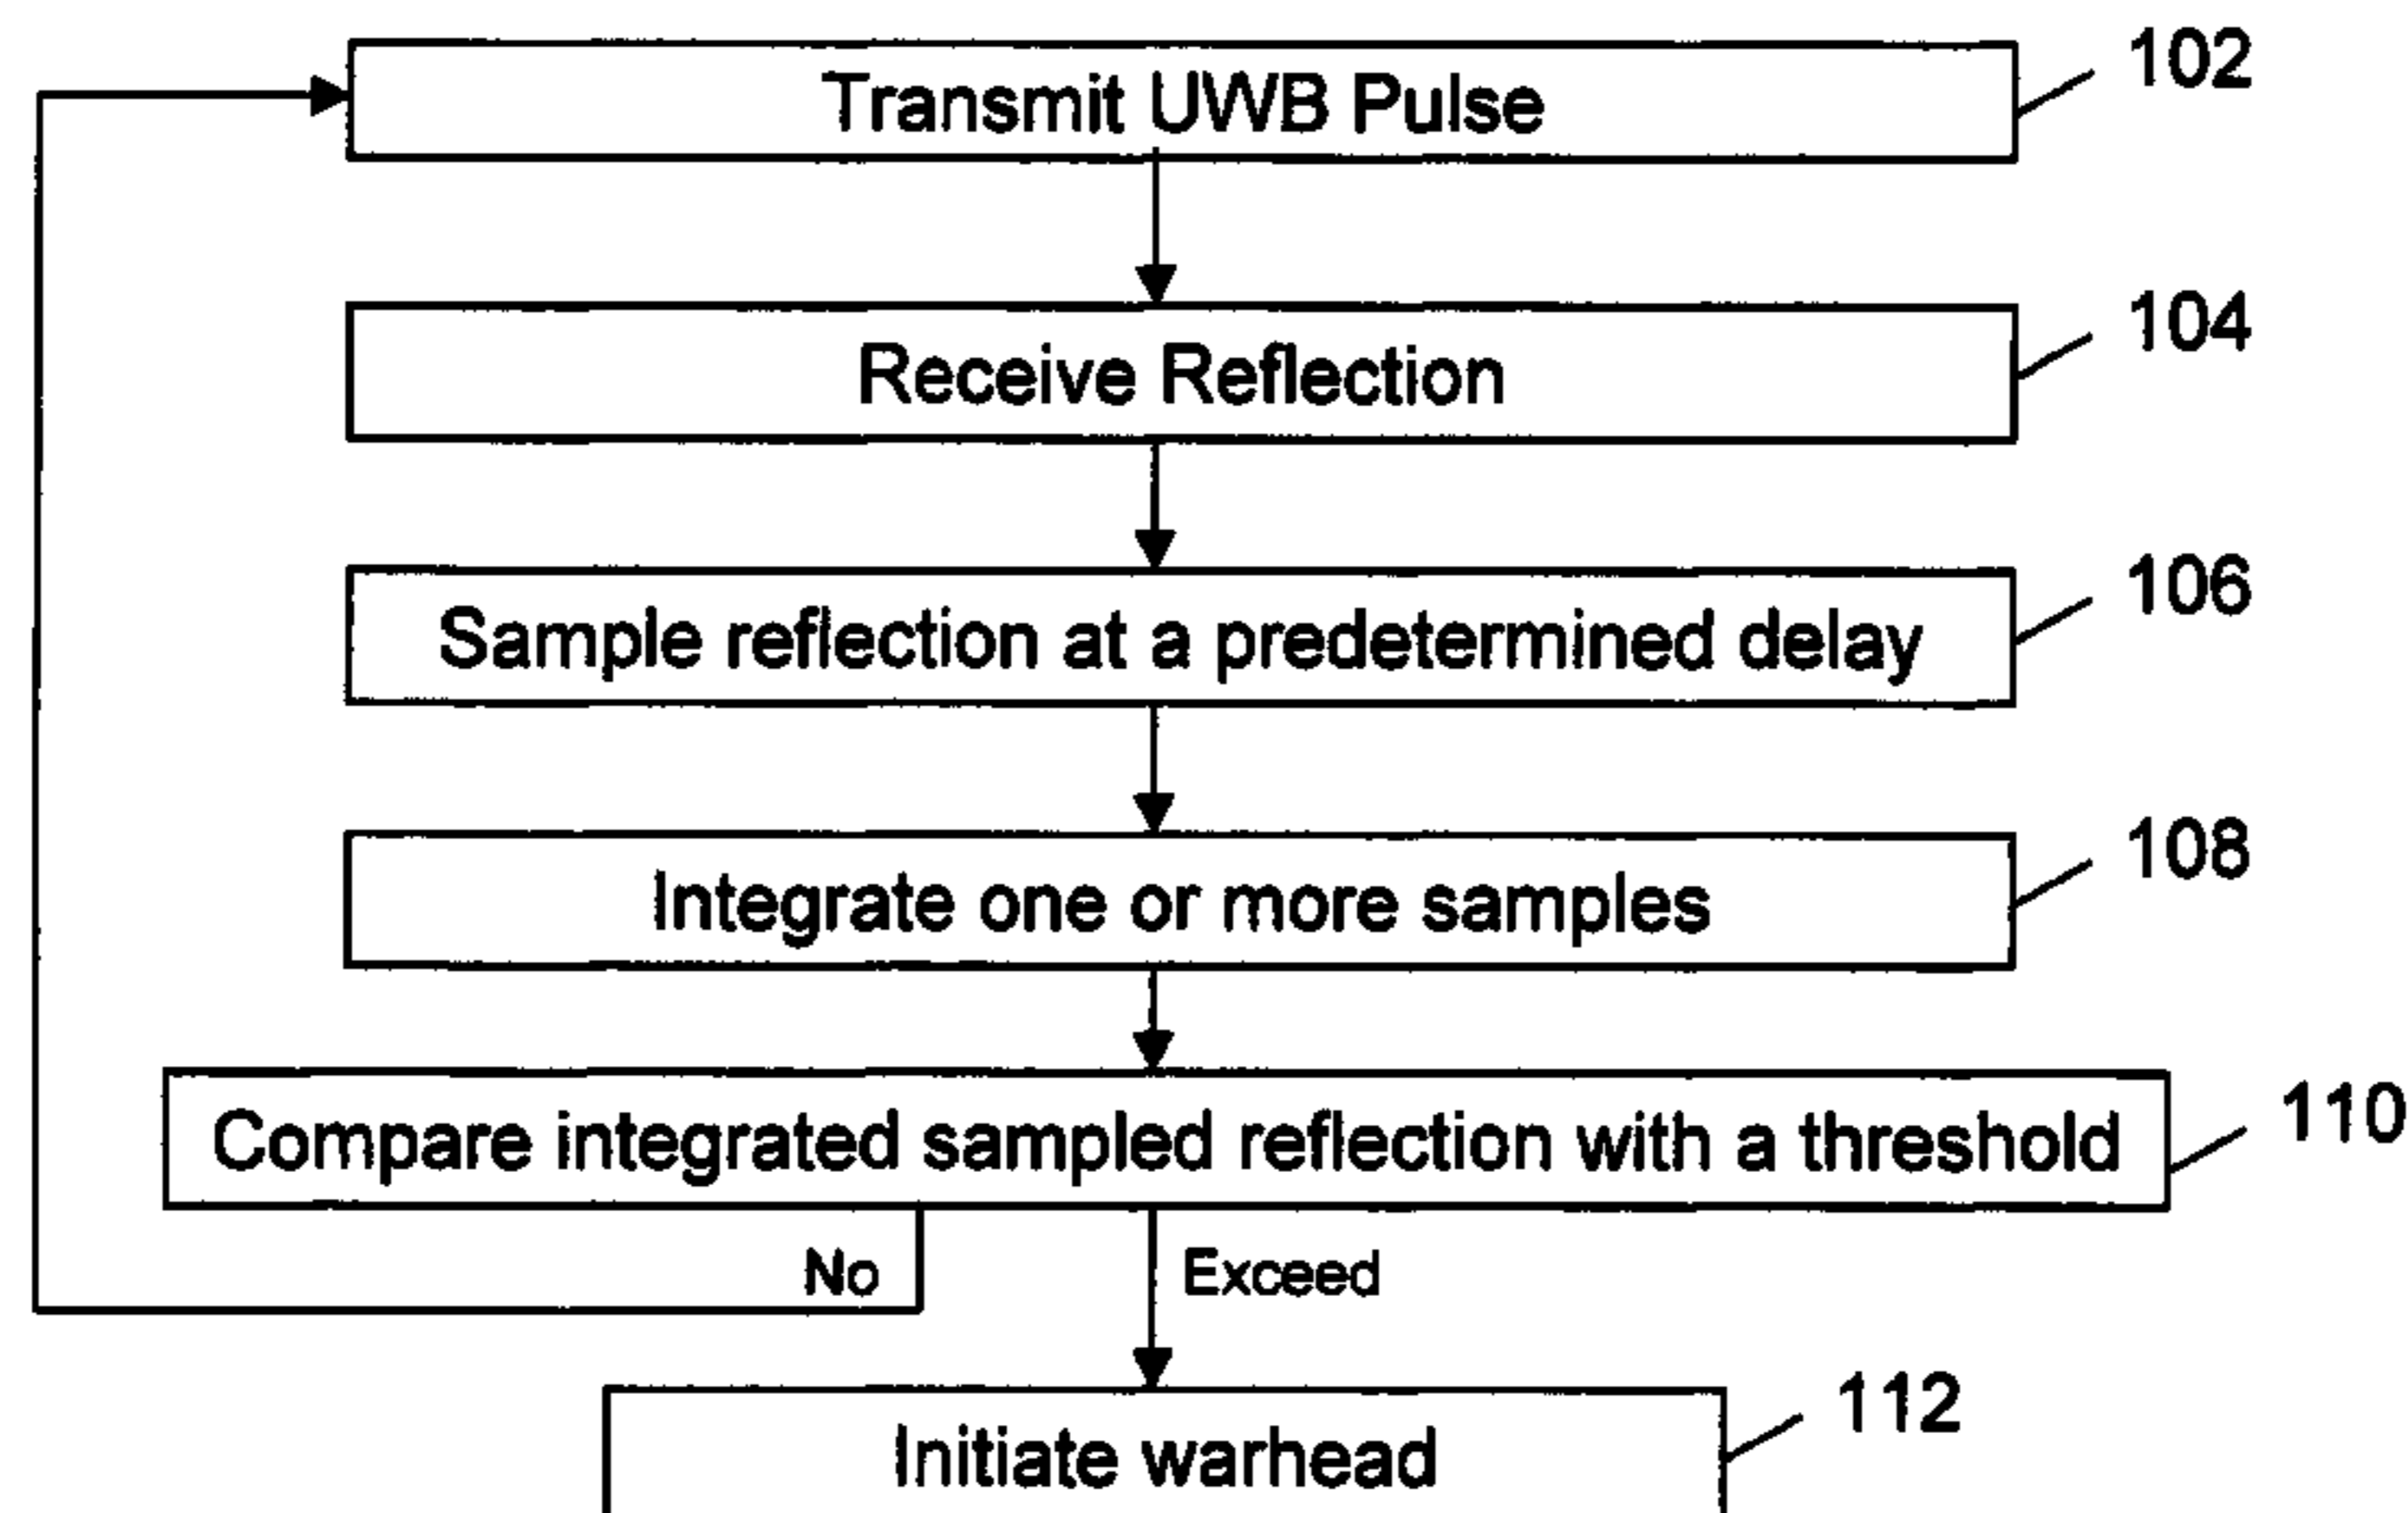 Transmit UWB Pulse
102
Receive Reflection
104
Sample reflection at a predetermined delay
106
Integrate one or more samples
108
Compare integrated sampled reflection with a threshold
110
No
Exceed
Initiate warhead
112